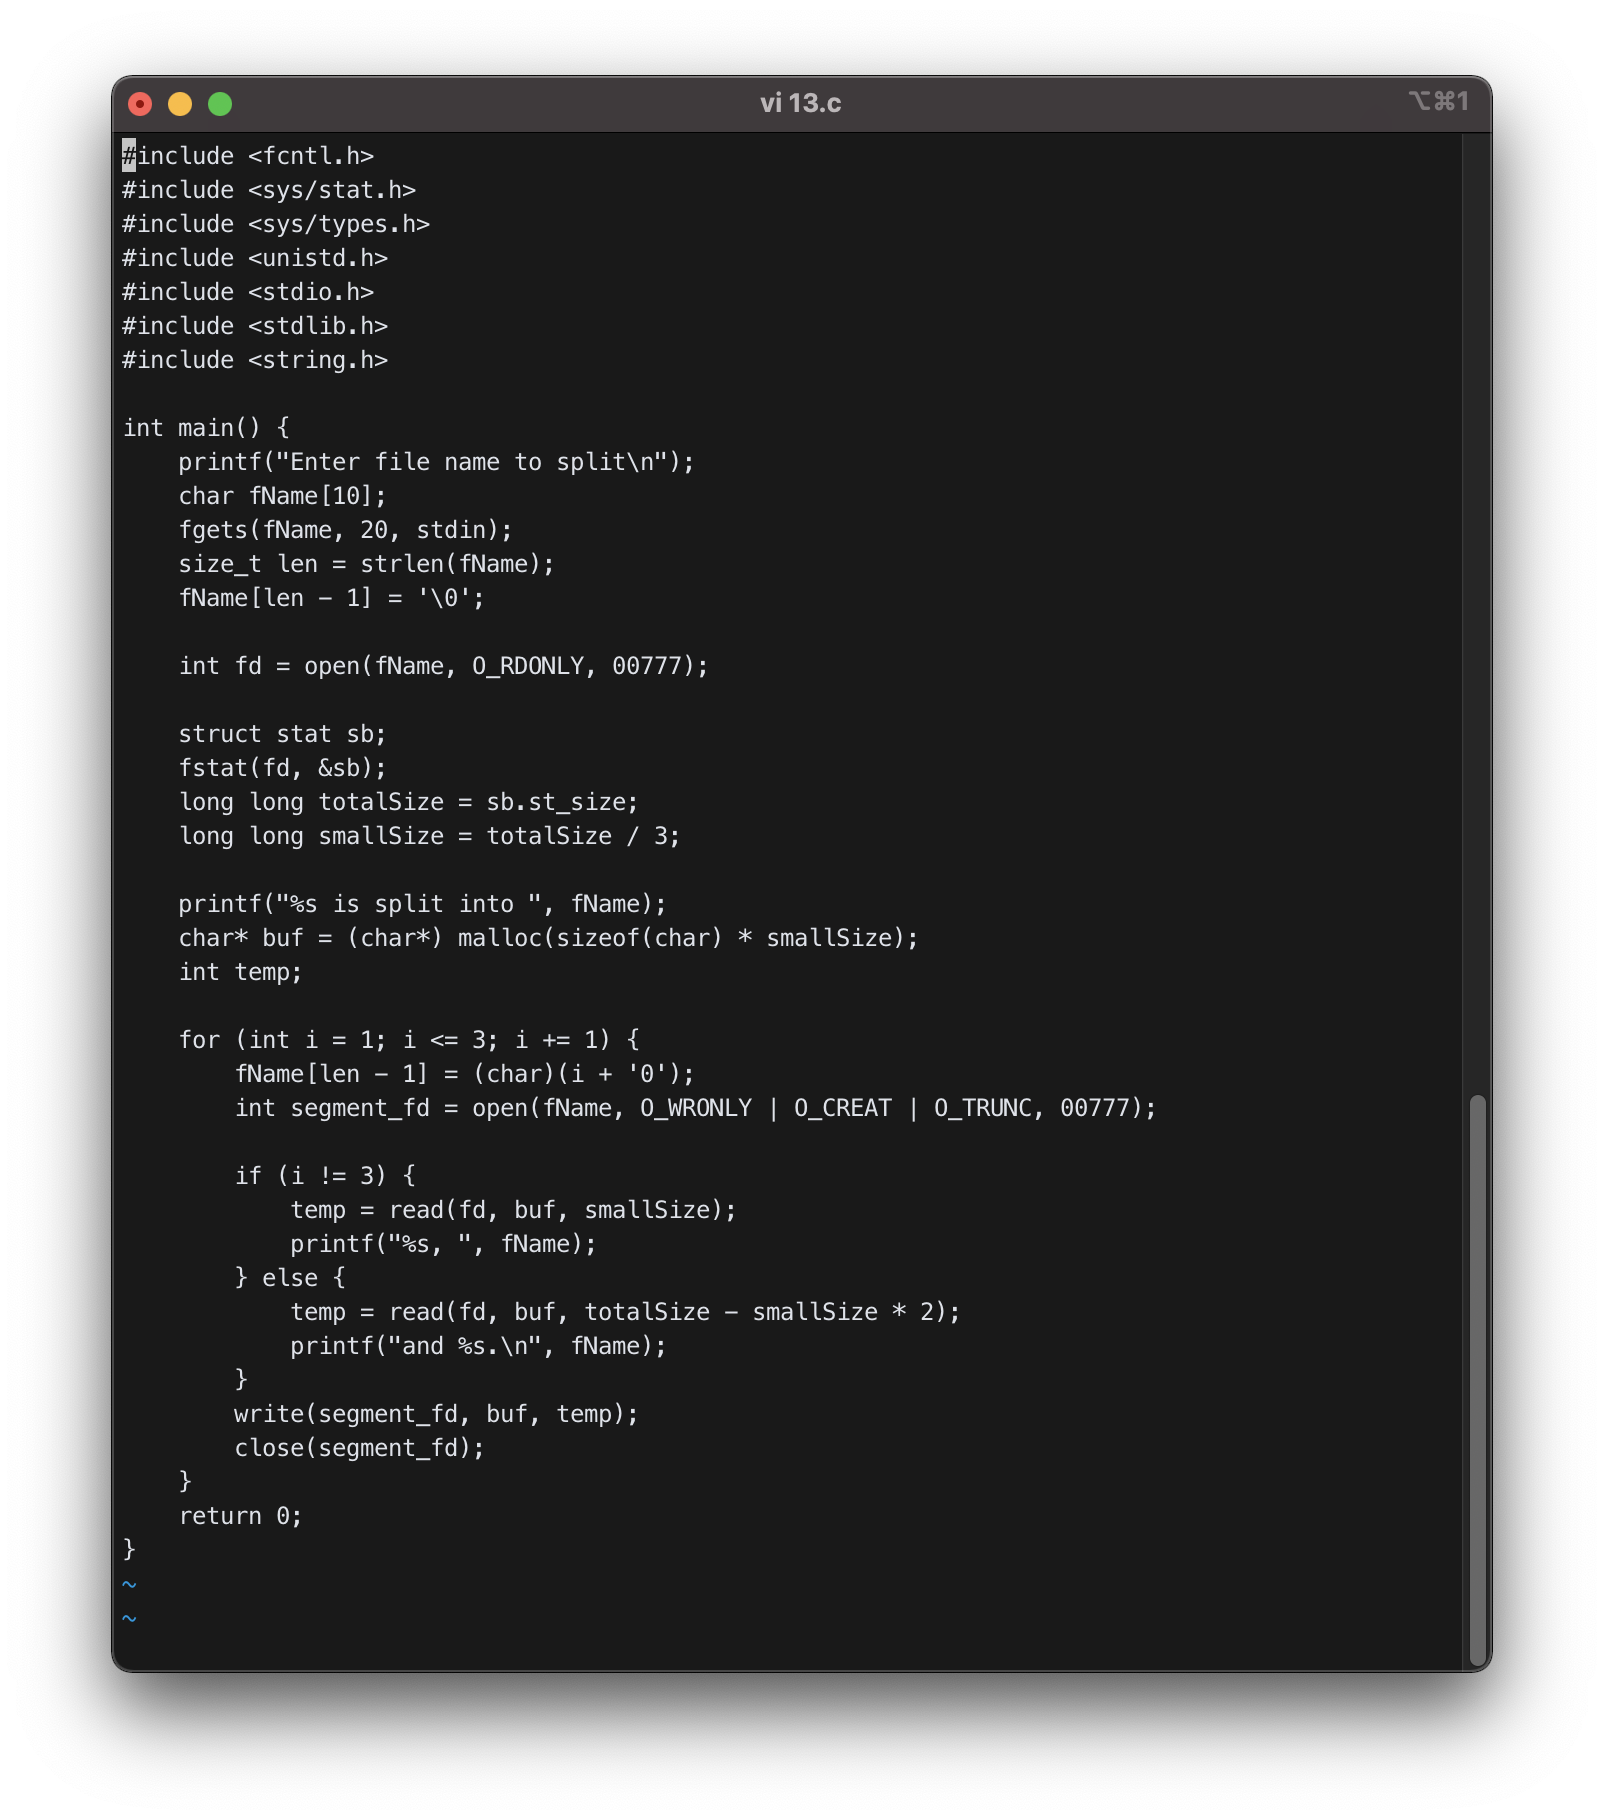 vi 13.c
⌥⌘1
#include <fcntl.h>
#include <sys/stat.h>
#include <sys/types.h>
#include <unistd.h>
#include <stdio.h>
#include <stdlib.h>
#include <string.h>

int main() {
    printf("Enter file name to split\n");
    char fName[10];
    fgets(fName, 20, stdin);
    size_t len = strlen(fName);
    fName[len - 1] = '\0';

    int fd = open(fName, O_RDONLY, 00777);

    struct stat sb;
    fstat(fd, &sb);
    long long totalSize = sb.st_size;
    long long smallSize = totalSize / 3;

    printf("%s is split into ", fName);
    char* buf = (char*) malloc(sizeof(char) * smallSize);
    int temp;

    for (int i = 1; i <= 3; i += 1) {
        fName[len - 1] = (char)(i + '0');
        int segment_fd = open(fName, O_WRONLY | O_CREAT | O_TRUNC, 00777);

        if (i != 3) {
            temp = read(fd, buf, smallSize);
            printf("%s, ", fName);
        } else {
            temp = read(fd, buf, totalSize - smallSize * 2);
            printf("and %s.\n", fName);
        }
        write(segment_fd, buf, temp);
        close(segment_fd);
    }
    return 0;
}
~
~